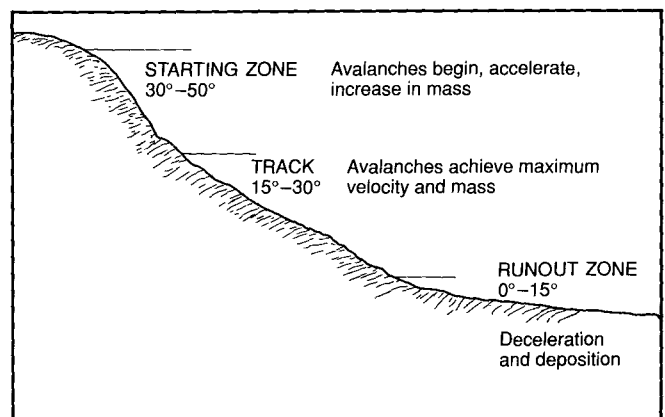 STARTING ZONE
30°–50°
Avalanches begin, accelerate,
increase in mass
TRACK
15°–30°
Avalanches achieve maximum
velocity and mass
RUNOUT ZONE
0°–15°
Deceleration
and deposition